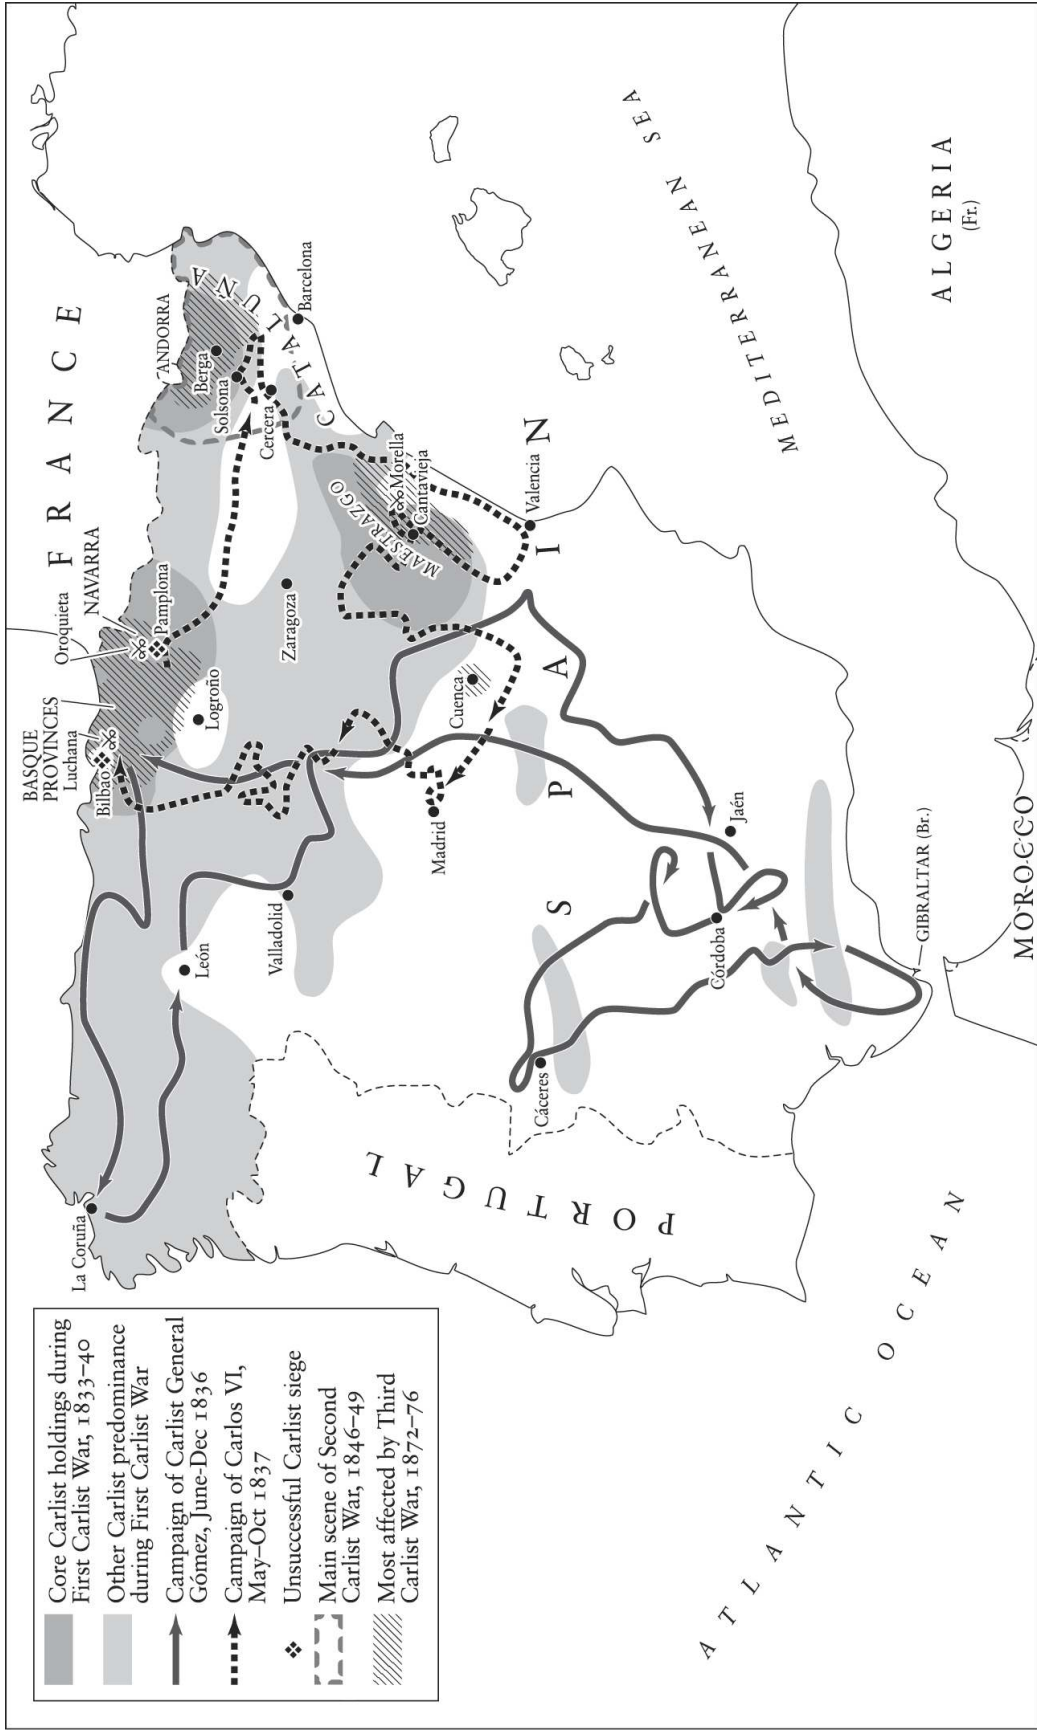 Core Carlist holdings during
First Carlist War, 1833–40
Other Carlist predominance
during First Carlist War
Campaign of Carlist General
Gómez, June-Dec 1836
Campaign of Carlos VI,
May–Oct 1837
Unsuccessful Carlist siege
Main scene of Second
Carlist War, 1846–49
Most affected by Third
Carlist War, 1872–76
FRANCE
BASQUE
PROVINCES
Luchana
Bilbao
Oroquieta
NAVARRA
Pamplona
ANDORRA
La Coruña
León
Logroño
Berga
Solsona
Cercera
CATALUÑA
Barcelona
Valladolid
Zaragoza
MAESTRAZGO
Morella
Cantavieja
Madrid
Cuenca
Valencia
SPAIN
PORTUGAL
Cáceres
Córdoba
Jaén
GIBRALTAR (Br.)
MOROCCO
ALGERIA
(Fr.)
MEDITERRANEAN SEA
ATLANTIC OCEAN